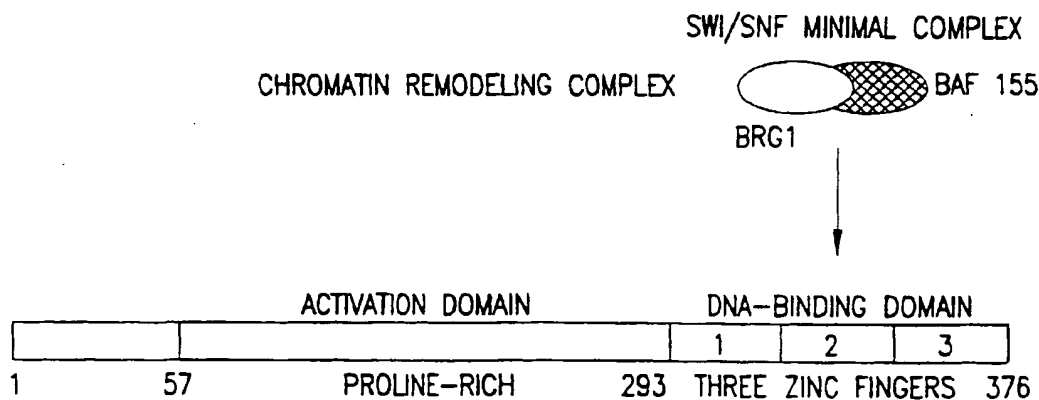 SWI/SNF MINIMAL COMPLEX
CHROMATIN REMODELING COMPLEX
BAF 155
BRG1
ACTIVATION DOMAIN
DNA-BINDING DOMAIN
1 2 3
1 57 PROLINE-RICH 293 THREE ZINC FINGERS 376